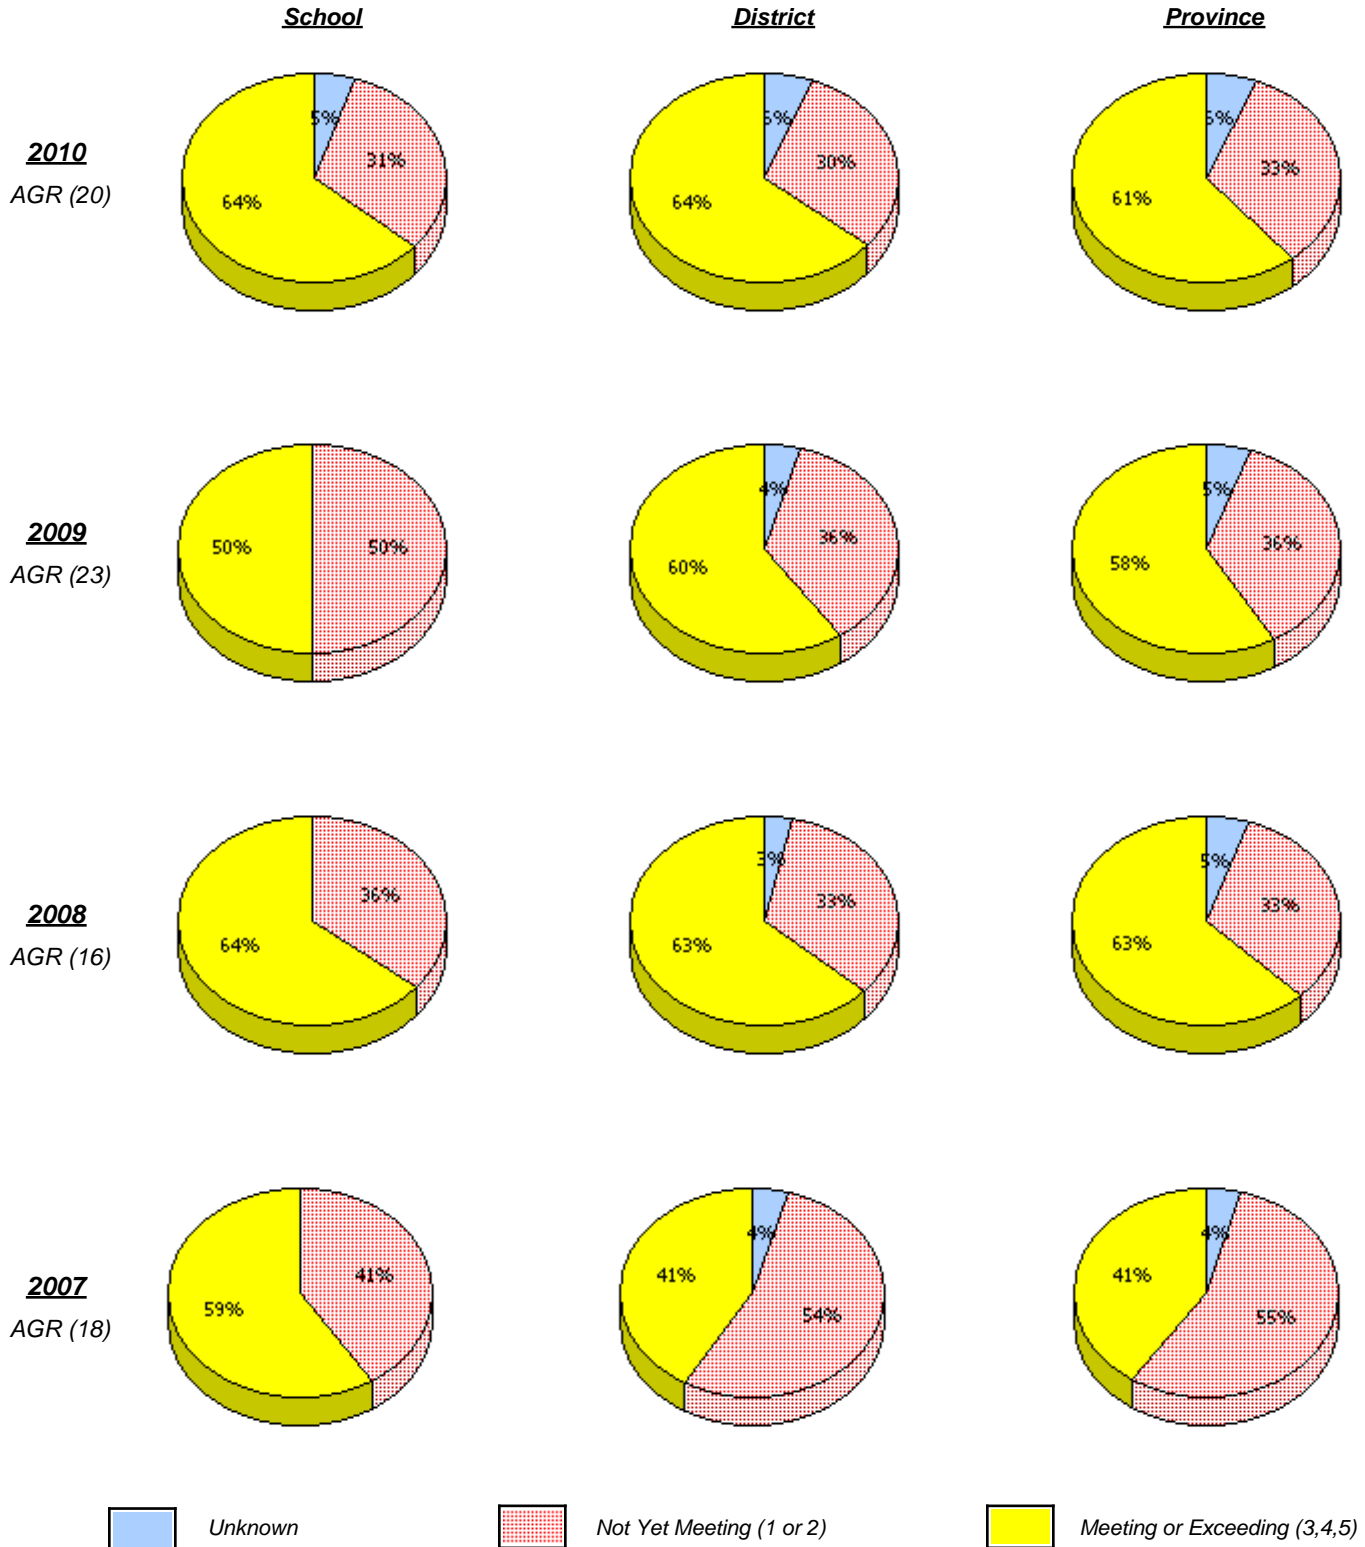 School District Province
5% 6% 6%
2010 31% 30% 33%
AGR (20) 64% 64% 61%
4% 5%
2009 50% 50% 36% 36%
AGR (23) 60% 58%
3% 5%
2008 36% 33% 33%
AGR (16) 64% 63% 63%
4% 4%
2007 41% 41% 41%
AGR (18) 59% 54% 55%
Unknown Not Yet Meeting (1 or 2) Meeting or Exceeding (3,4,5)